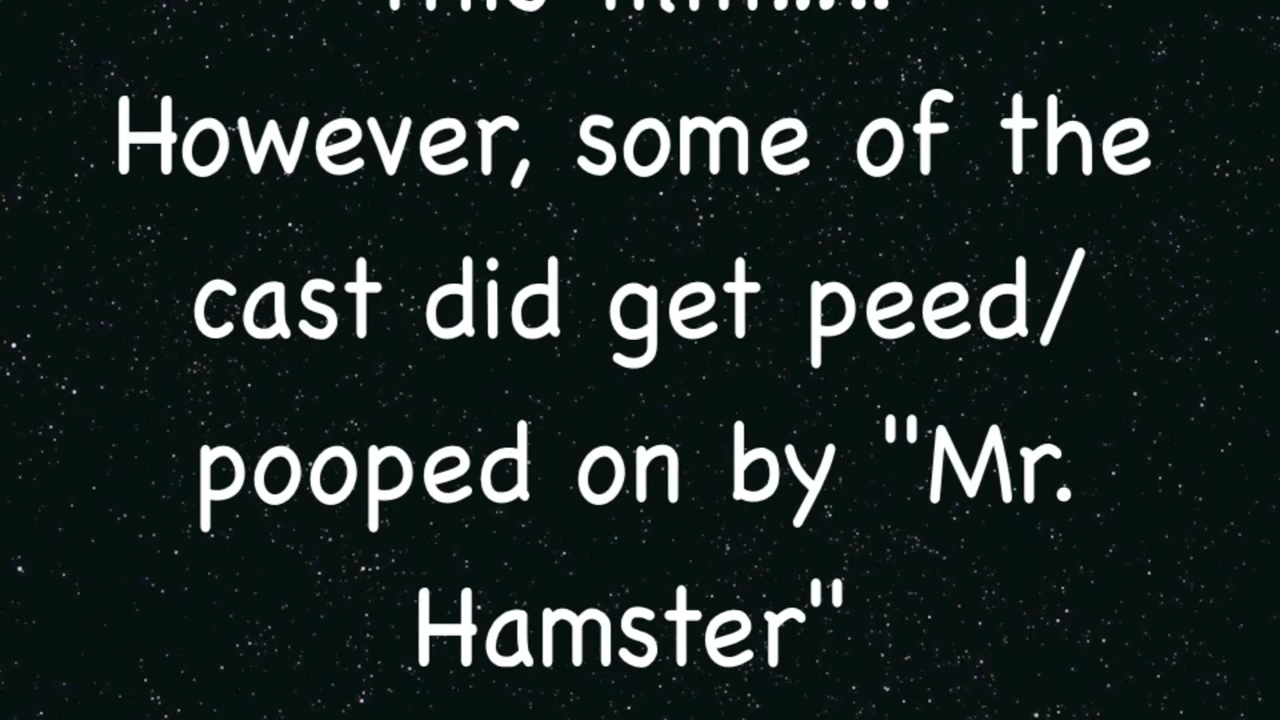 However, some of the
cast did get peed/
pooped on by "Mr.
Hamster"